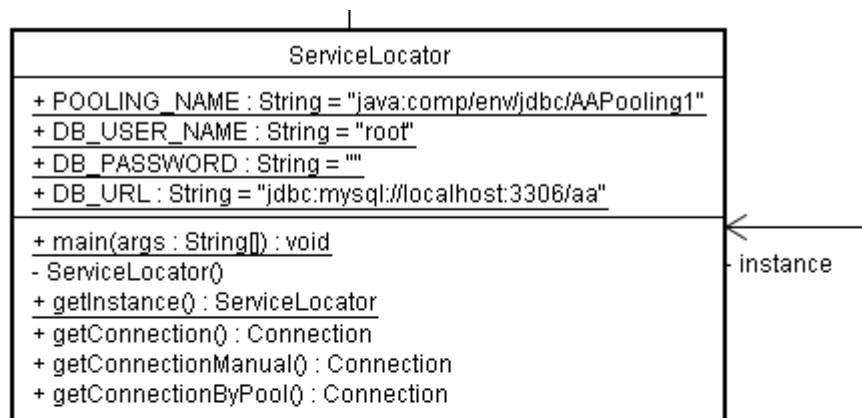 ServiceLocator
+ POOLING_NAME : String = "java:comp/env/jdbc/AAPooling1"
+ DB_USER_NAME : String = "root"
+ DB_PASSWORD : String = ""
+ DB_URL : String = "jdbc:mysql://localhost:3306/aa"
+ main(args : String[]) : void
- ServiceLocator()
+ getInstance() : ServiceLocator
+ getConnection() : Connection
+ getConnectionManual() : Connection
+ getConnectionByPool() : Connection
- instance